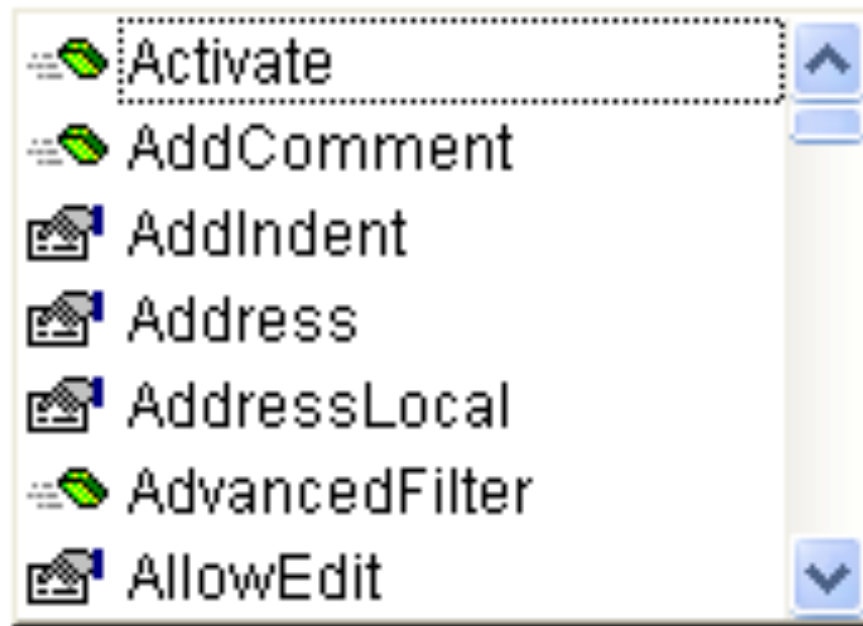 Activate
AddComment
AddIndent
Address
AddressLocal
AdvancedFilter
AllowEdit